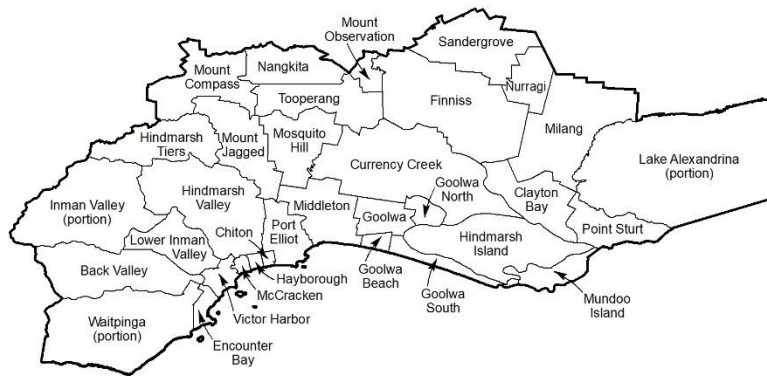 Mount
Observation
Sandergrove
Mount
Compass
Nangkita
Nurragi
Tooperang
Finniss
Milang
Hindmarsh
Tiers
Mount
Jagged
Mosquito
Hill
Currency Creek
Lake Alexandrina
(portion)
Inman Valley
(portion)
Hindmarsh
Valley
Goolwa
North
Clayton
Bay
Middleton
Goolwa
Port
Elliot
Chiton
Lower Inman
Valley
Hindmarsh
Island
Point Sturt
Back Valley
Hayborough
McCracken
Goolwa
Beach
Goolwa
South
Mundoo
Island
Victor Harbor
Waitpinga
(portion)
Encounter
Bay